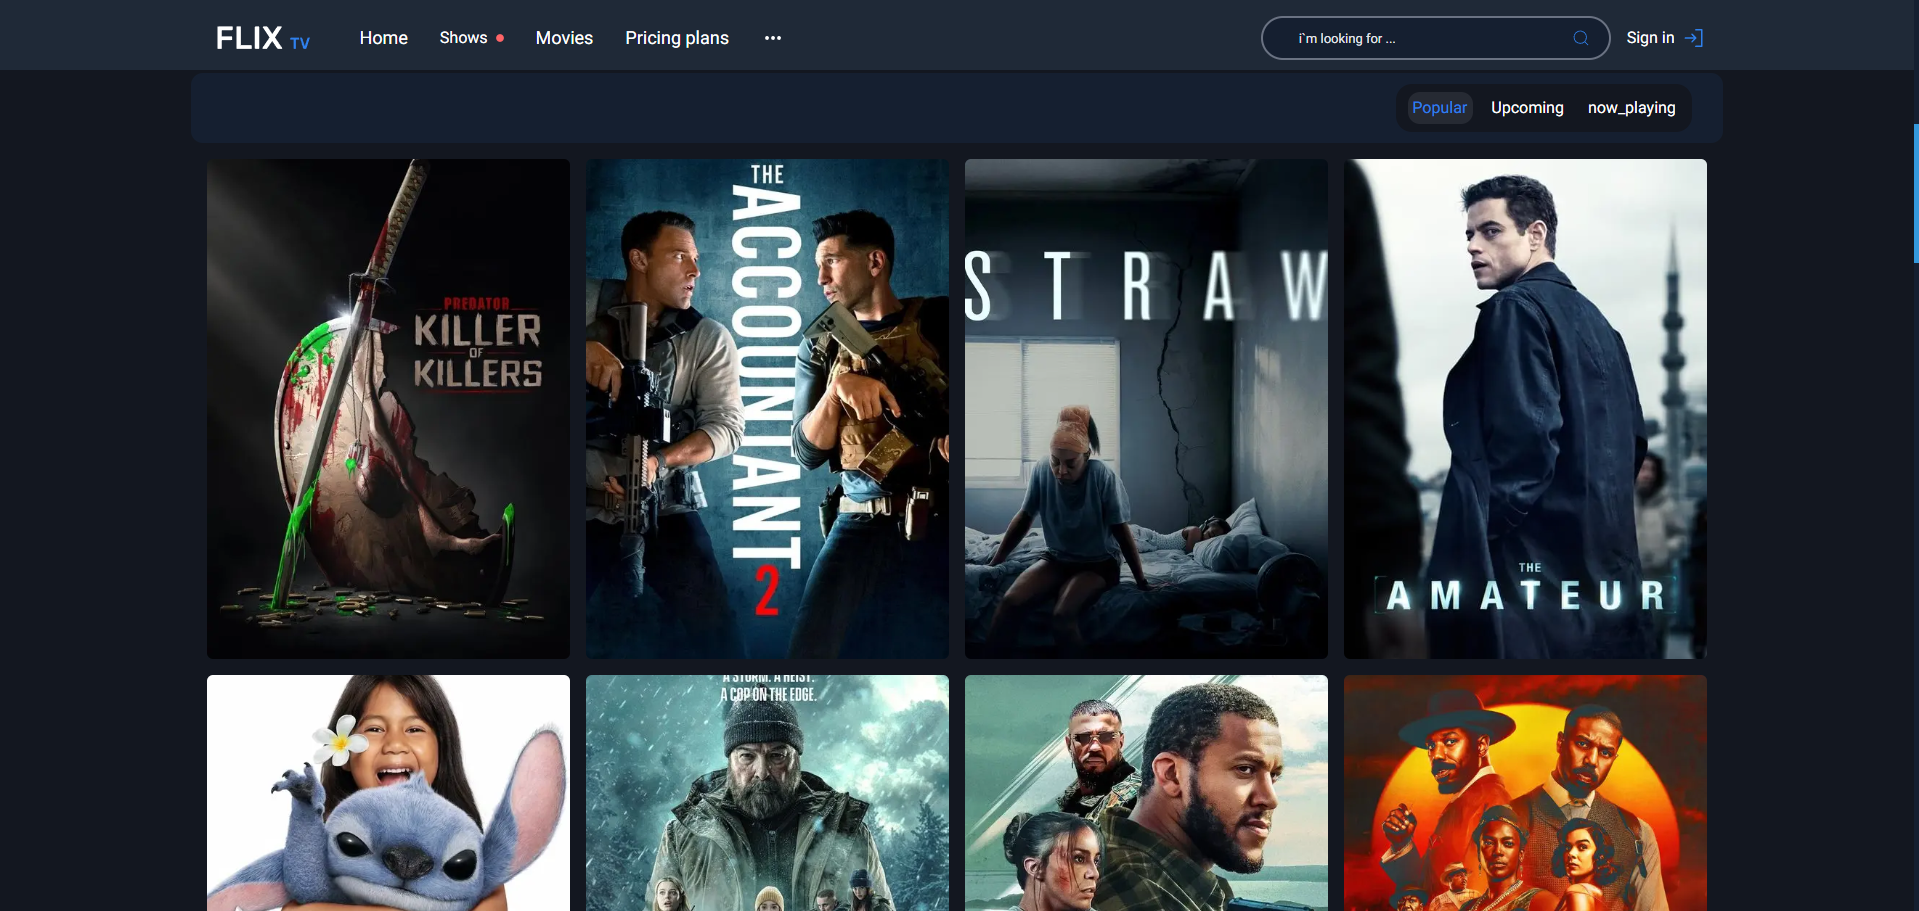 FLIX TV
Home
Shows
Movies
Pricing plans
i`m looking for ...
Sign in
Popular
Upcoming
now_playing
PREDATOR
KILLER
OF
KILLERS
THE
ACCOUNTANT
2
STRAW
THE
AMATEUR
A STORM. A HEIST.
A COP ON THE EDGE.